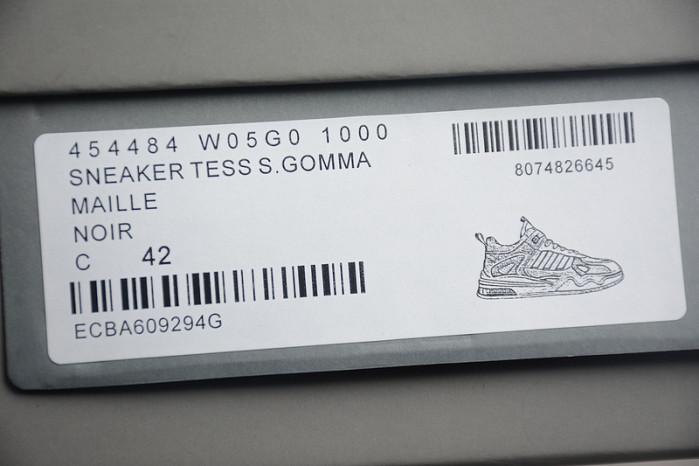 454484 W05G0 1000
SNEAKER TESS S.GOMMA
MAILLE
NOIR
C 42
ECBA609294G
8074826645